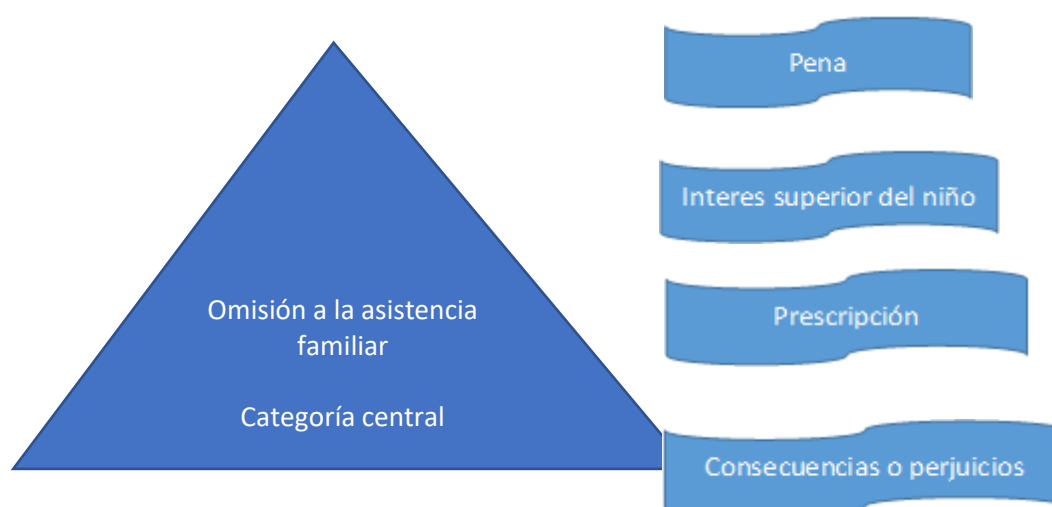 Omisión a la asistencia
familiar
Categoría central
Pena
Interes superior del niño
Prescripción
Consecuencias o perjuicios